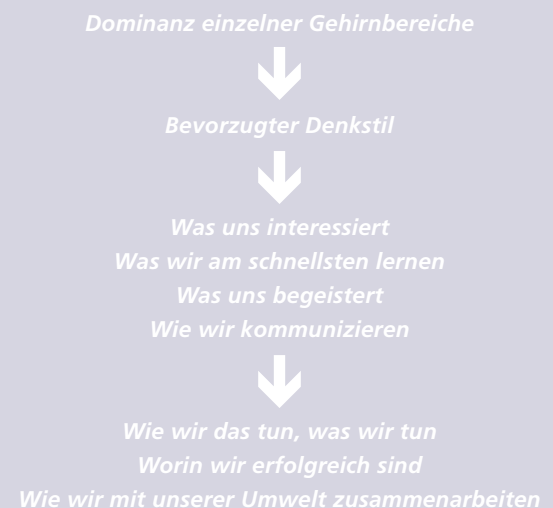 Dominanz einzelner Gehirnbereiche
Bevorzugter Denkstil
Was uns interessiert
Was wir am schnellsten lernen
Was uns begeistert
Wie wir kommunizieren
Wie wir das tun, was wir tun
Worin wir erfolgreich sind
Wie wir mit unserer Umwelt zusammenarbeiten